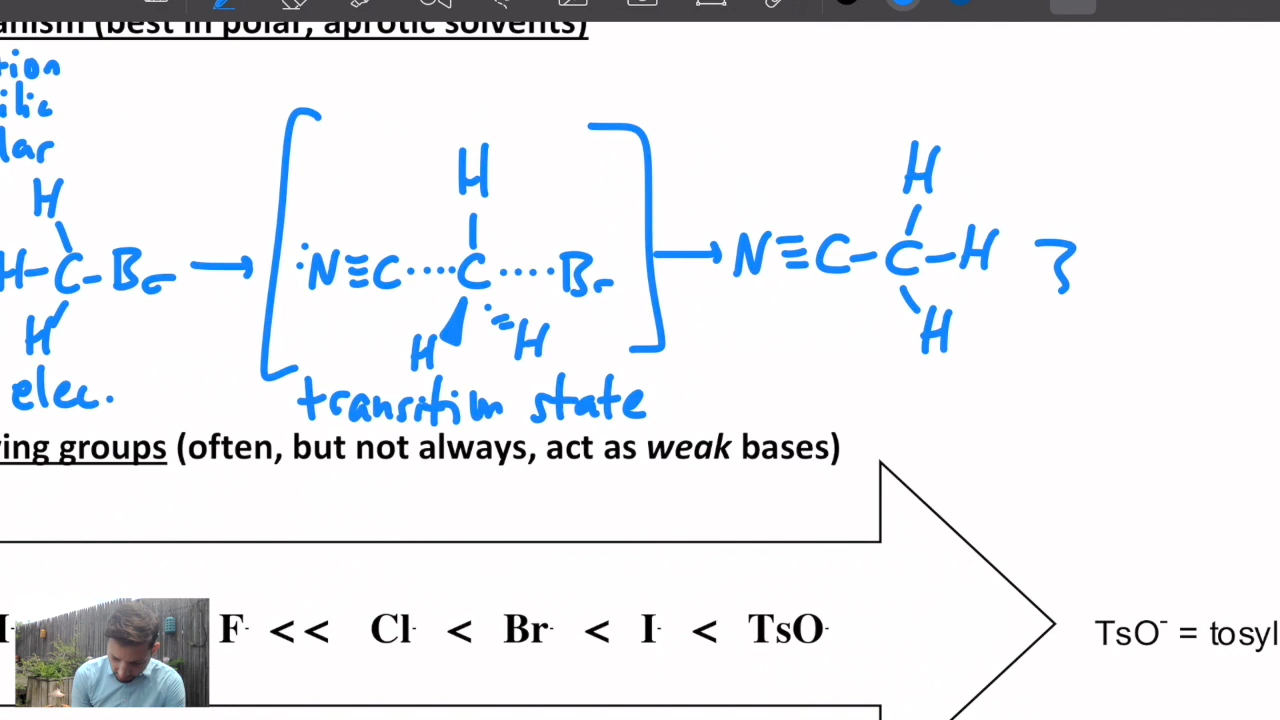 anism (best in polar, aprotic solvents)
tion
ilic
lar
H H H
H-C-Br → [ :N≡C····C····Br ] → N≡C-C-H }
H H H H
elec. transition state
ving groups (often, but not always, act as weak bases)
F⁻ << Cl⁻ < Br⁻ < I⁻ < TsO⁻
TsO⁻ = tosyl